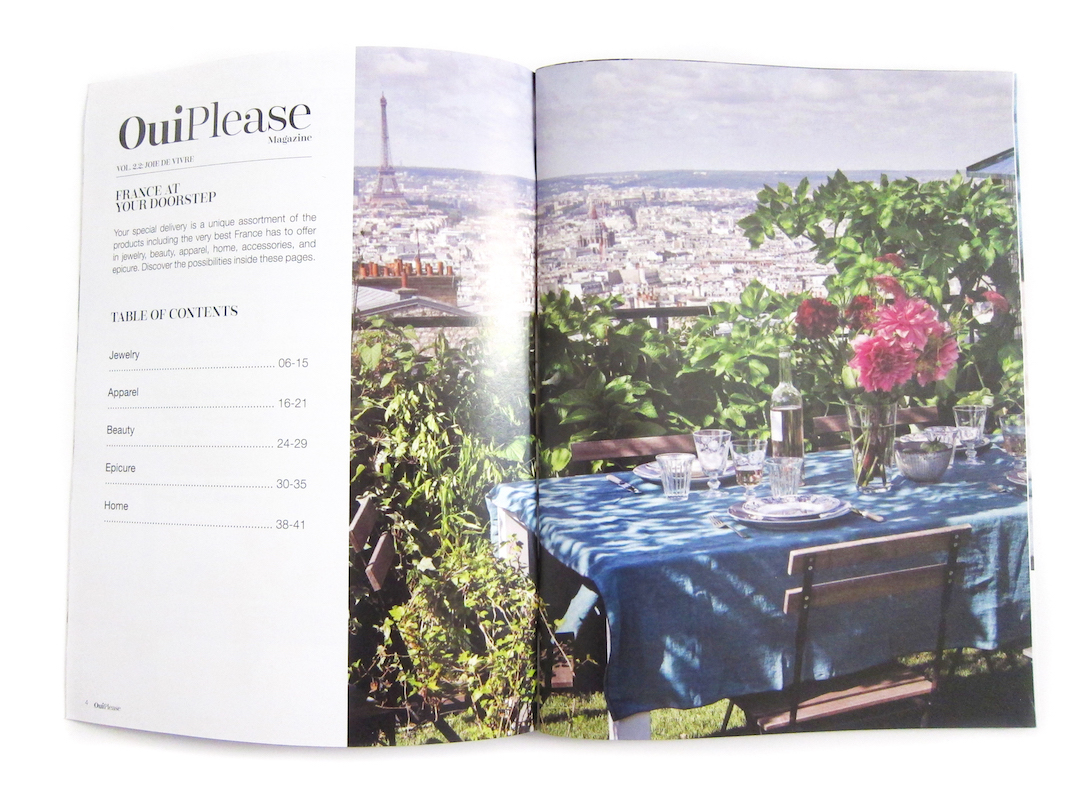 OuiPlease
Magazine
VOL. 2.2: JOIE DE VIVRE
FRANCE AT
YOUR DOORSTEP
Your special delivery is a unique assortment of the
products including the very best France has to offer
in jewelry, beauty, apparel, home, accessories, and
epicure. Discover the possibilities inside these pages.
TABLE OF CONTENTS
Jewelry
06-15
Apparel
16-21
Beauty
24-29
Epicure
30-35
Home
38-41
OuiPlease